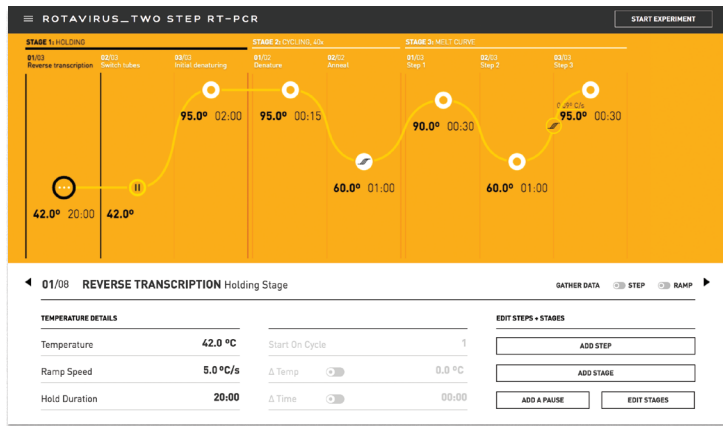 ROTAVIRUS_TWO STEP RT-PCR
START EXPERIMENT
STAGE 1: HOLDING
STAGE 2: CYCLING, 40x
STAGE 3: MELT CURVE
01/03 02/03 03/03 01/02 02/02 01/03 02/03 03/03
Reverse transcription Switch tubes Initial denaturing Denature Anneal Step 1 Step 2 Step 3
95.0º 02:00
95.0º 00:15
90.0º 00:30
95.0º 00:30
60.0º 01:00
60.0º 01:00
42.0º 20:00
42.0º
01/08 REVERSE TRANSCRIPTION Holding Stage
GATHER DATA STEP RAMP
TEMPERATURE DETAILS
EDIT STEPS + STAGES
Temperature 42.0 ºC
Start On Cycle 1
ADD STEP
Ramp Speed 5.0 ºC/s
Δ Temp 0.0 ºC
ADD STAGE
Hold Duration 20:00
Δ Time 00:00
ADD A PAUSE
EDIT STAGES